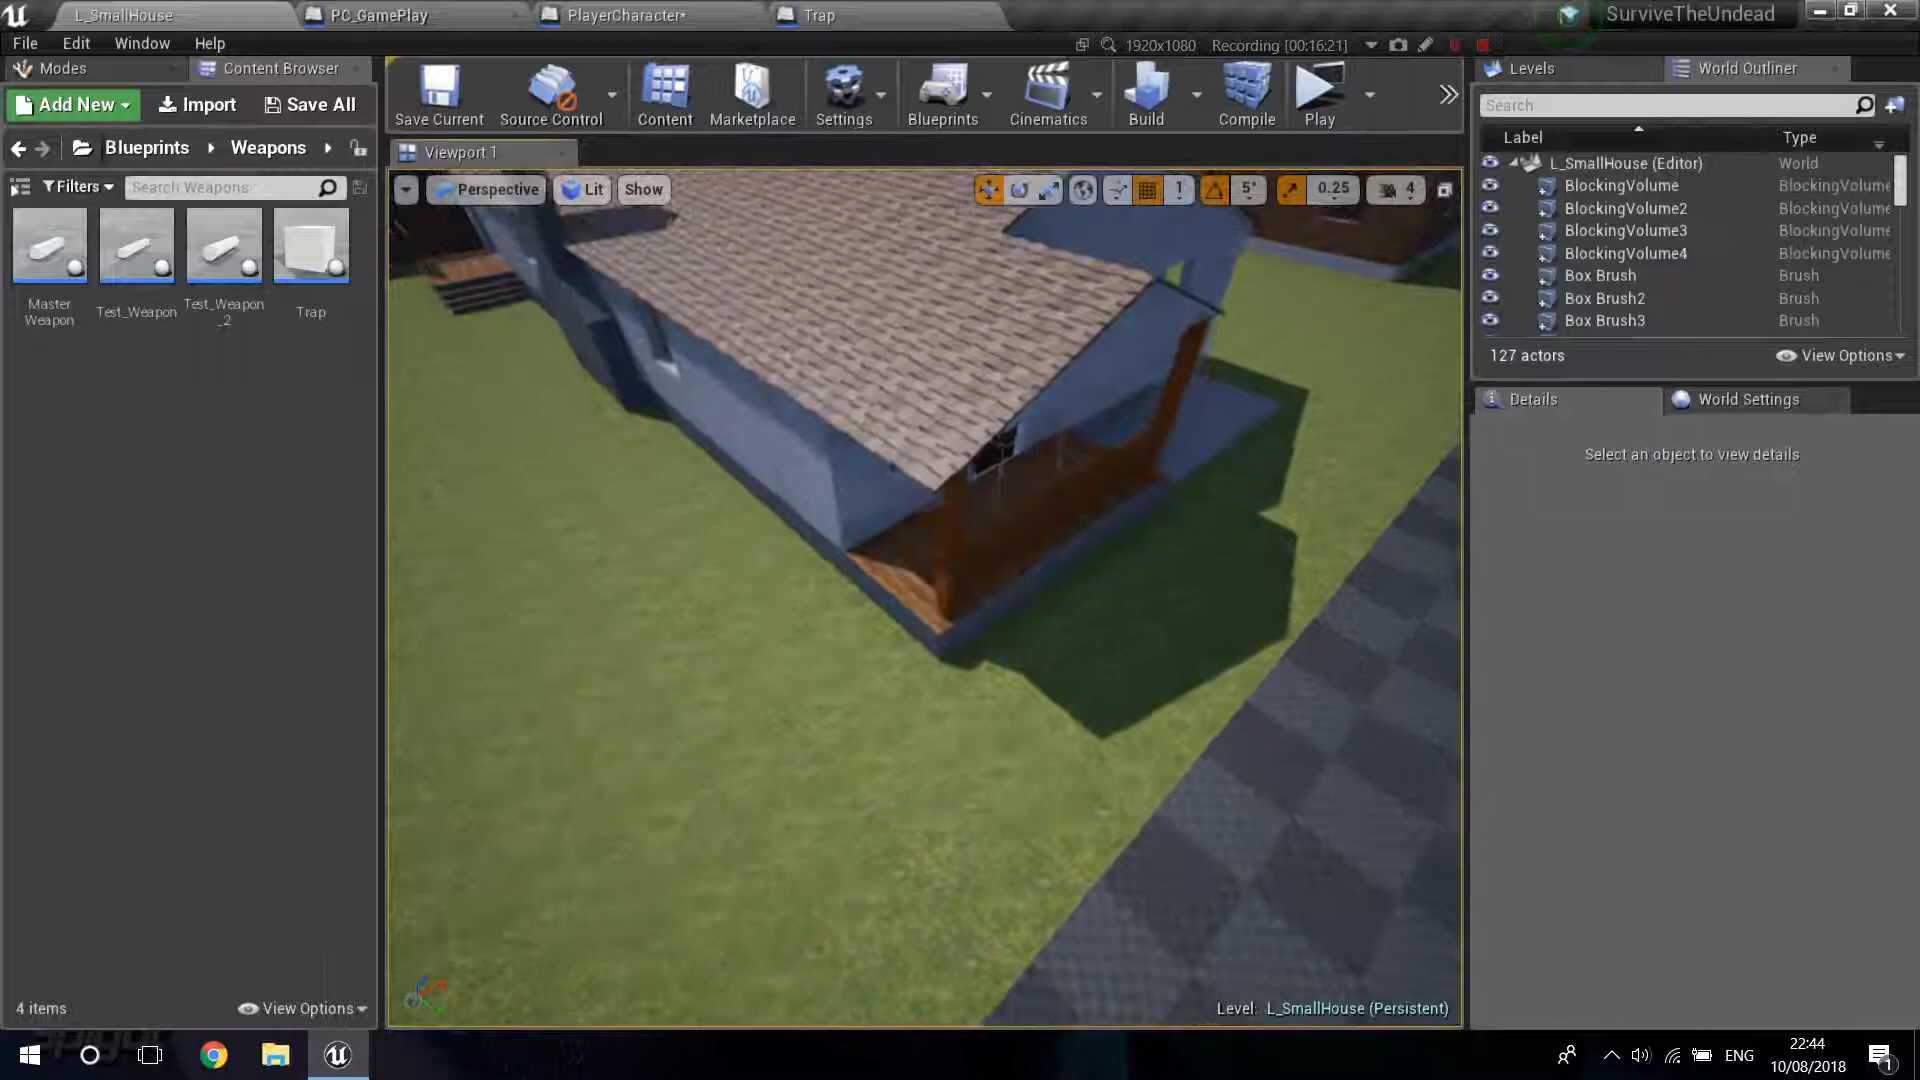 L_SmallHouse
PC_GamePlay
PlayerCharacter*
Trap
SurviveTheUndead
File Edit Window Help
1920x1080 Recording [00:16:21]
Modes
Content Browser
Levels
World Outliner
Add New
Import
Save All
Save Current
Source Control
Content
Marketplace
Settings
Blueprints
Cinematics
Build
Compile
Play
Search
Label
Type
Blueprints
Weapons
Viewport 1
Filters
Search Weapons
Perspective
Lit
Show
1
5°
0.25
4
L_SmallHouse (Editor) World
BlockingVolume BlockingVolume
BlockingVolume2 BlockingVolume
BlockingVolume3 BlockingVolume
BlockingVolume4 BlockingVolume
Box Brush Brush
Box Brush2 Brush
Box Brush3 Brush
127 actors
View Options
Master
Weapon
Test_Weapon
Test_Weapon
_2
Trap
Details
World Settings
Select an object to view details
4 items
View Options
Level: L_SmallHouse (Persistent)
ENG
22:44
10/08/2018
1